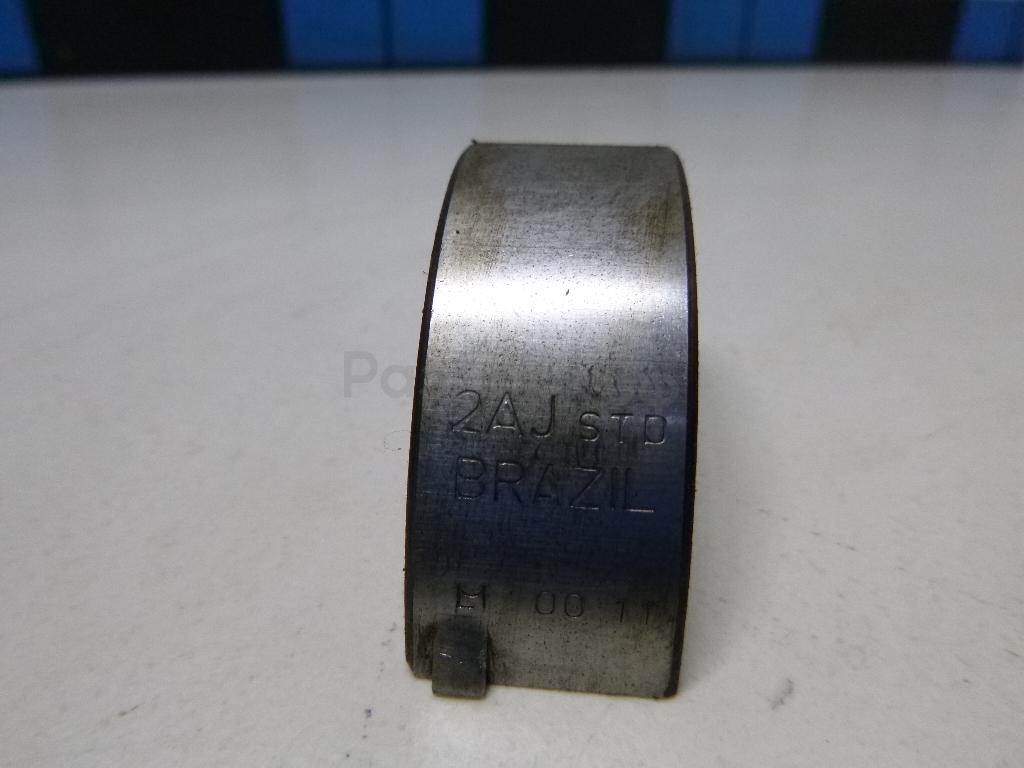 2AJ STD
BRAZIL
M 00 11